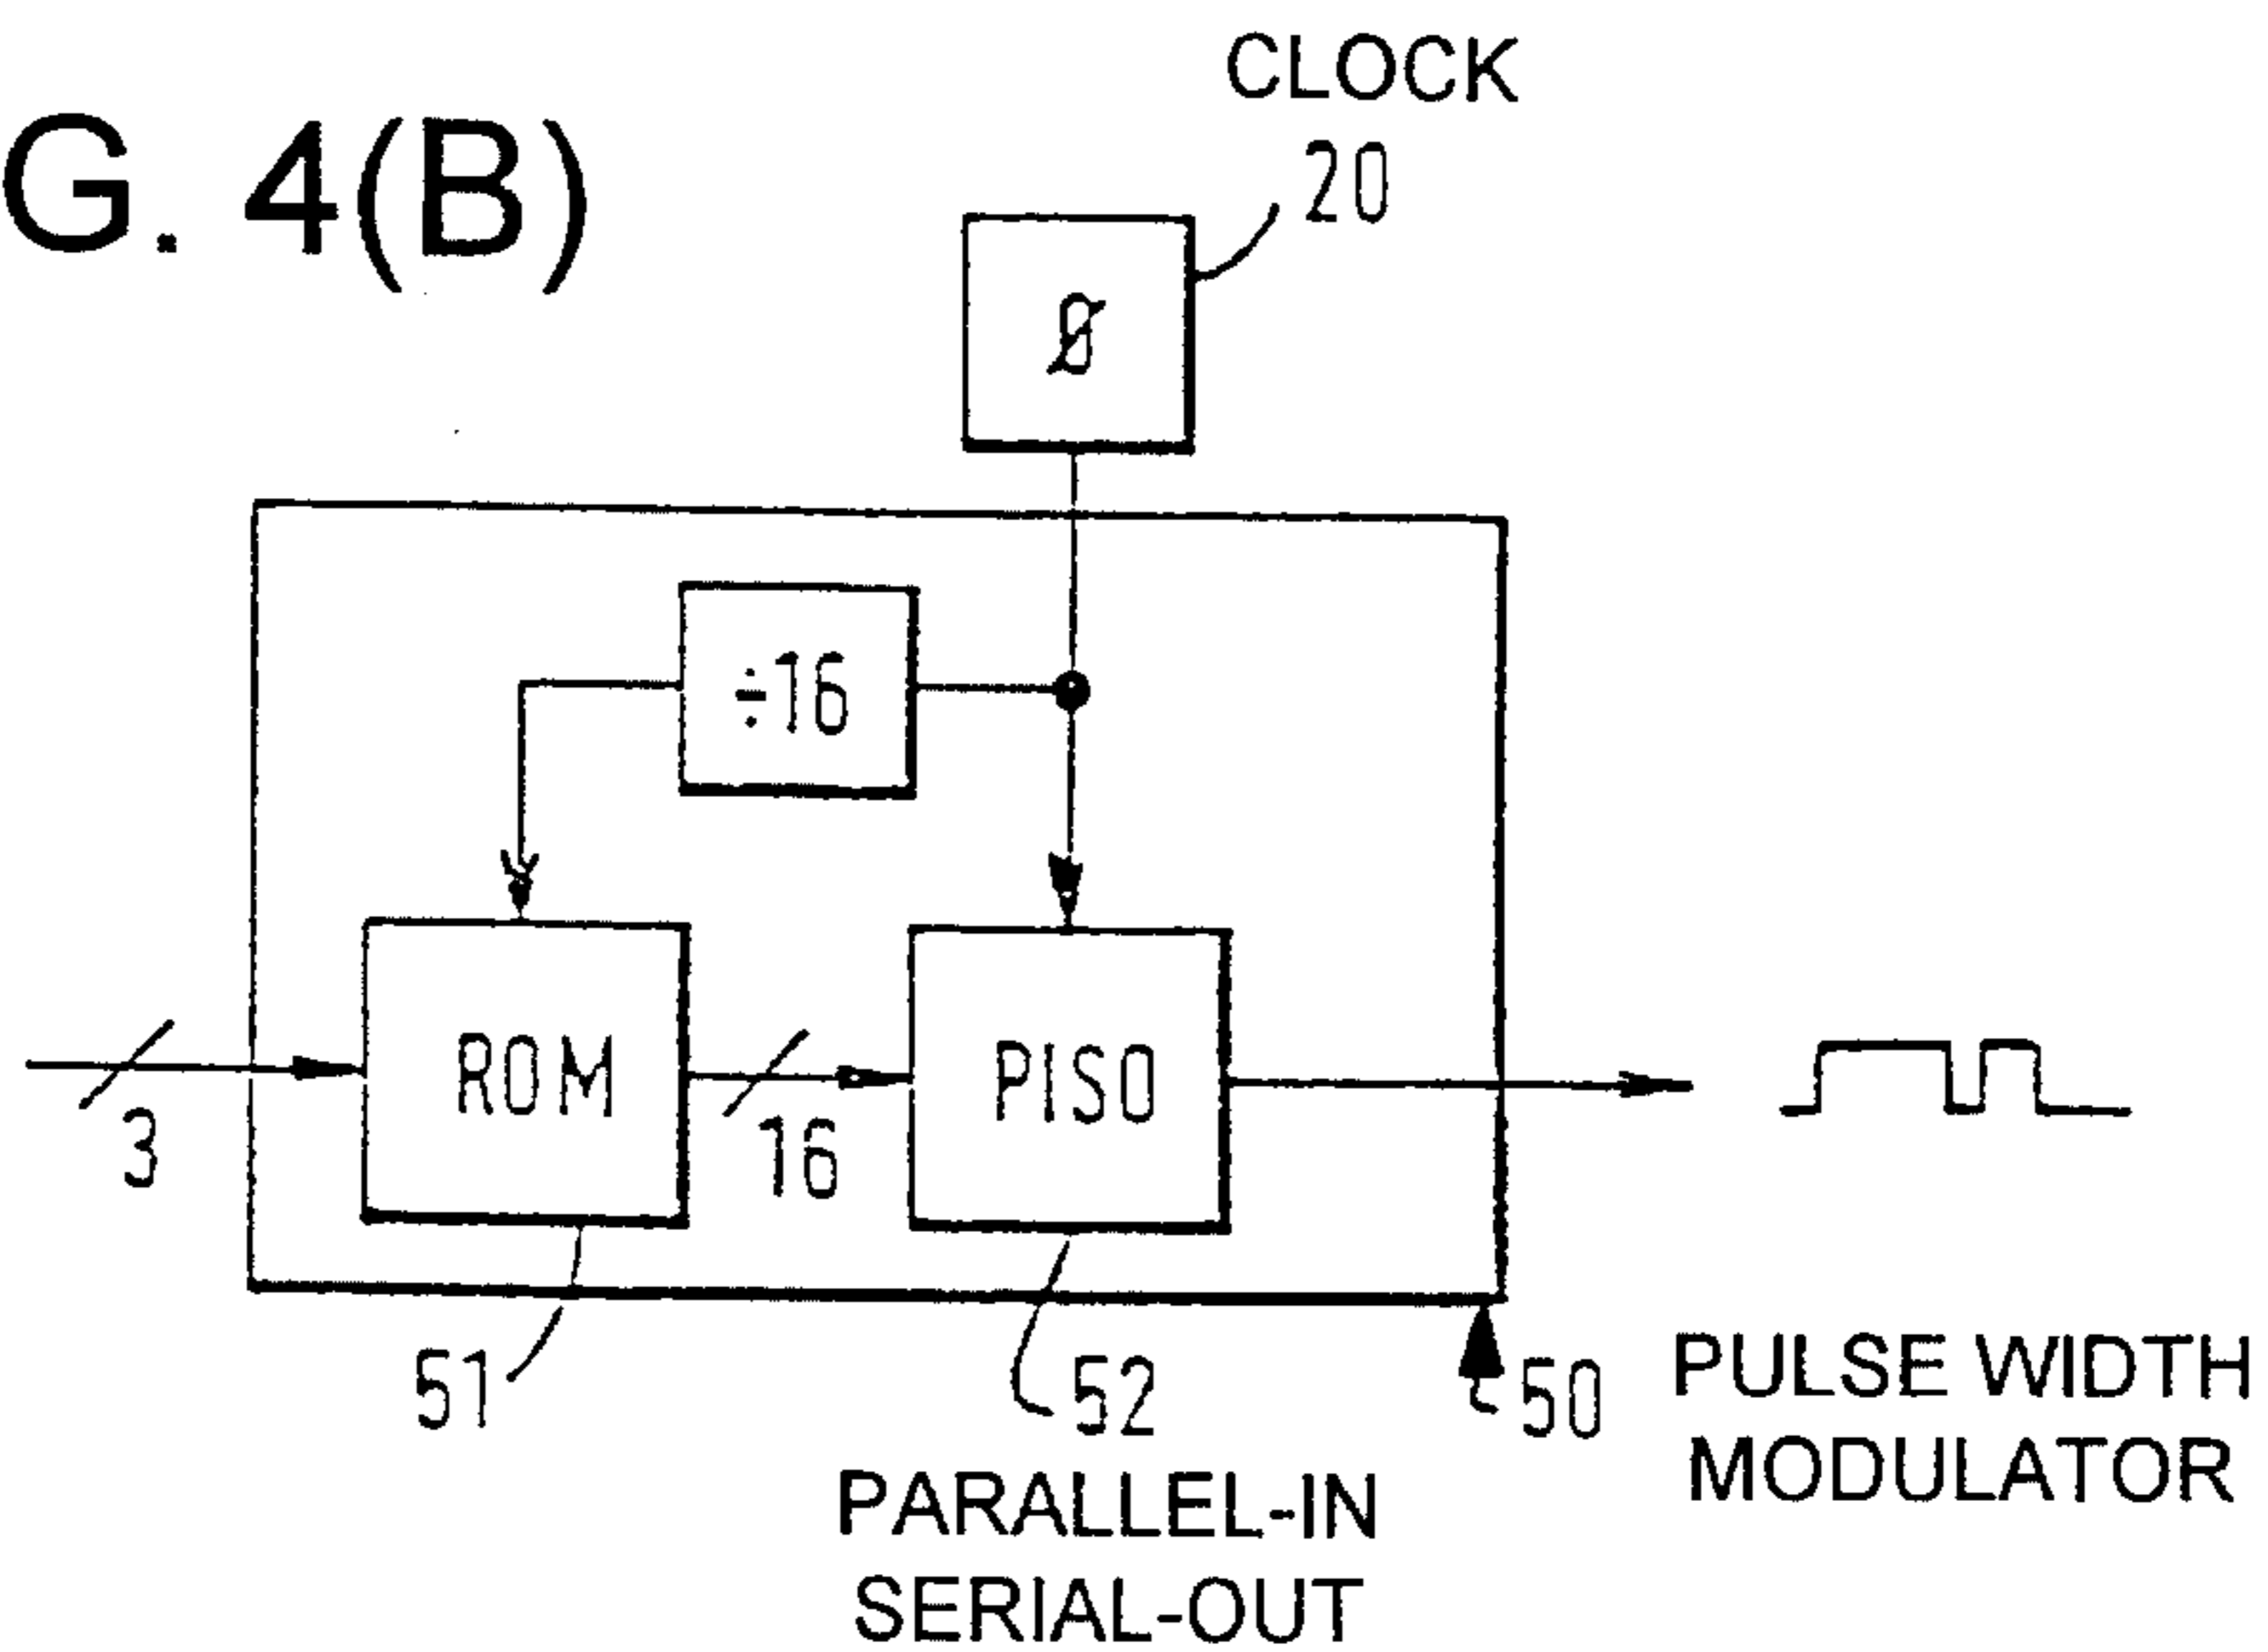 G. 4(B)
CLOCK
20
Ø
÷16
ROM
PISO
3
16
51
52
50
PULSE WIDTH
MODULATOR
PARALLEL-IN
SERIAL-OUT